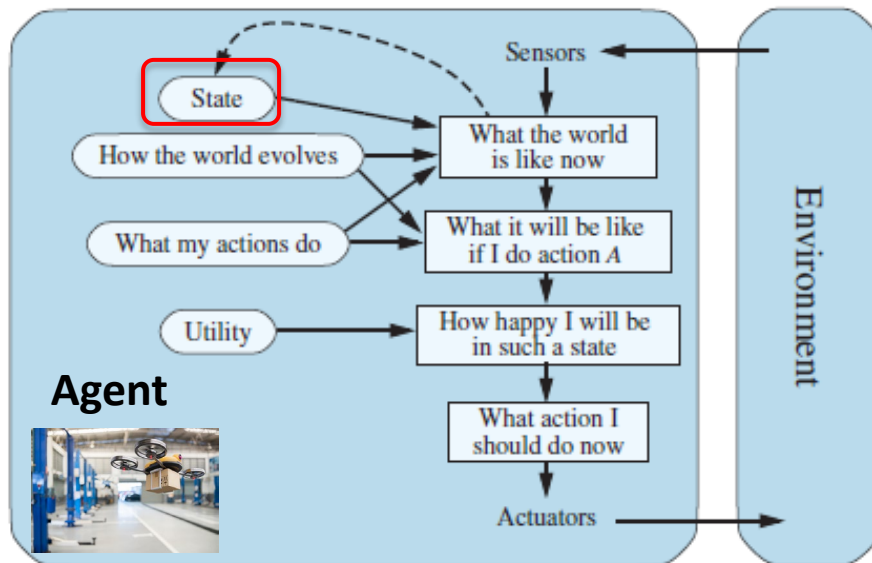 Sensors
State
What the world
is like now
How the world evolves
What my actions do
What it will be like
if I do action A
Utility
How happy I will be
in such a state
What action I
should do now
Actuators
Agent
Environment